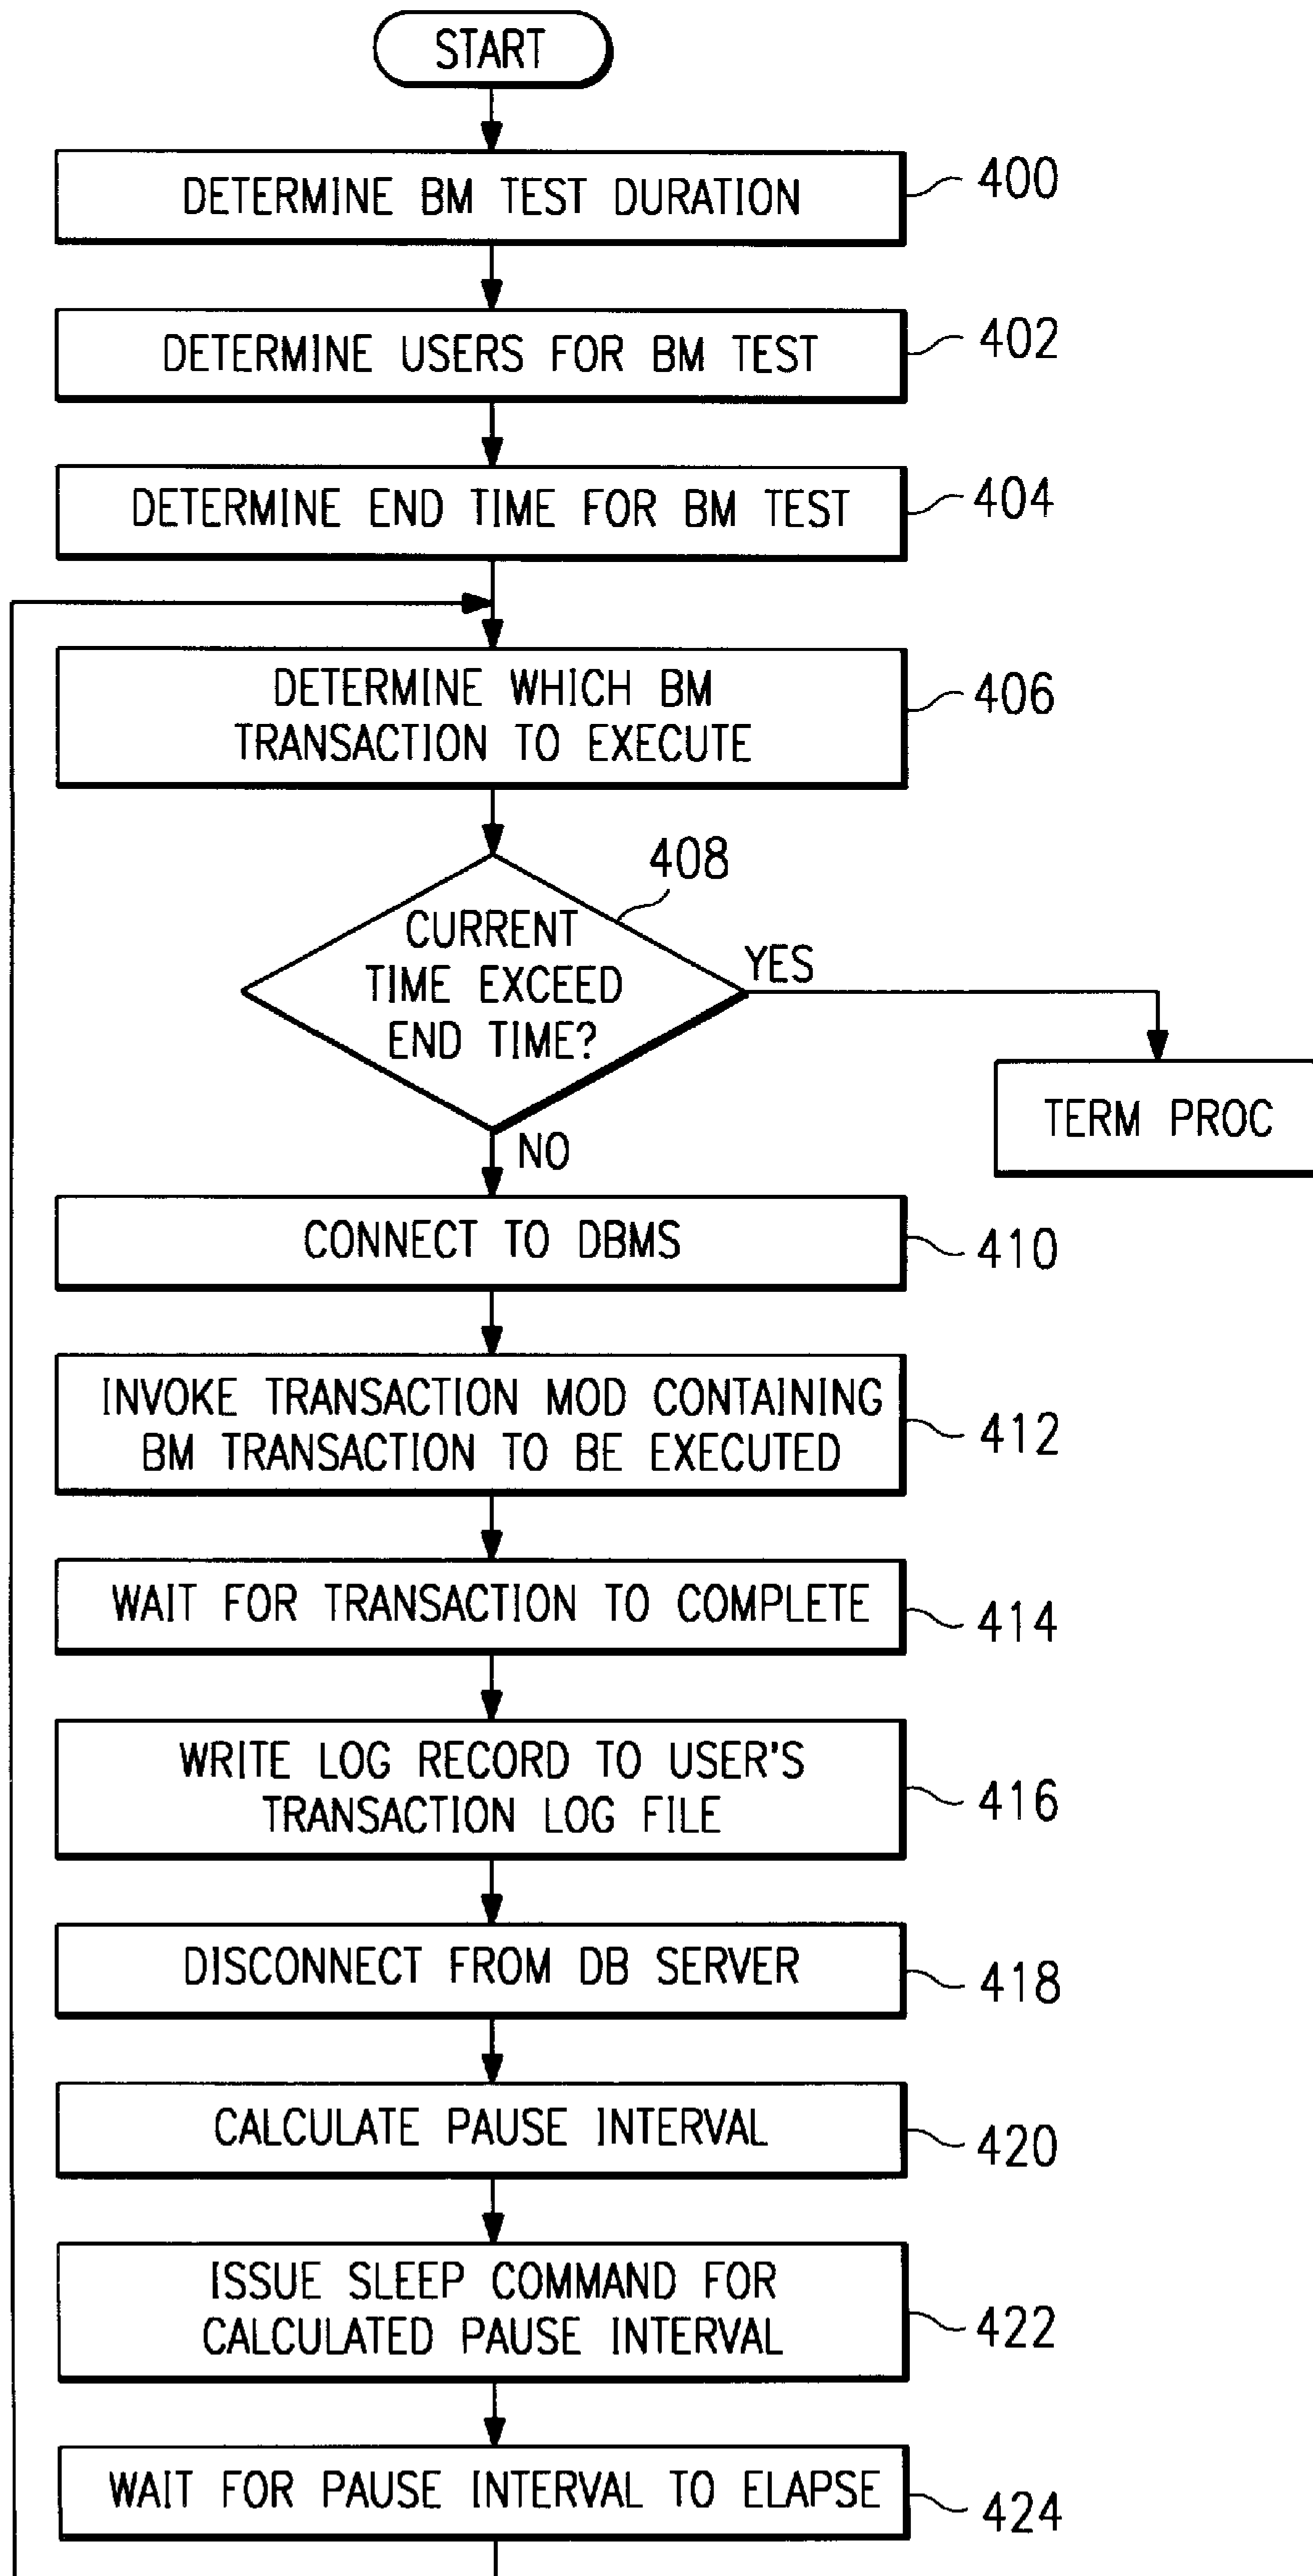 START
DETERMINE BM TEST DURATION
400
DETERMINE USERS FOR BM TEST
402
DETERMINE END TIME FOR BM TEST
404
DETERMINE WHICH BM
TRANSACTION TO EXECUTE
406
408
CURRENT
TIME EXCEED
END TIME?
YES
TERM PROC
NO
CONNECT TO DBMS
410
INVOKE TRANSACTION MOD CONTAINING
BM TRANSACTION TO BE EXECUTED
412
WAIT FOR TRANSACTION TO COMPLETE
414
WRITE LOG RECORD TO USER'S
TRANSACTION LOG FILE
416
DISCONNECT FROM DB SERVER
418
CALCULATE PAUSE INTERVAL
420
ISSUE SLEEP COMMAND FOR
CALCULATED PAUSE INTERVAL
422
WAIT FOR PAUSE INTERVAL TO ELAPSE
424